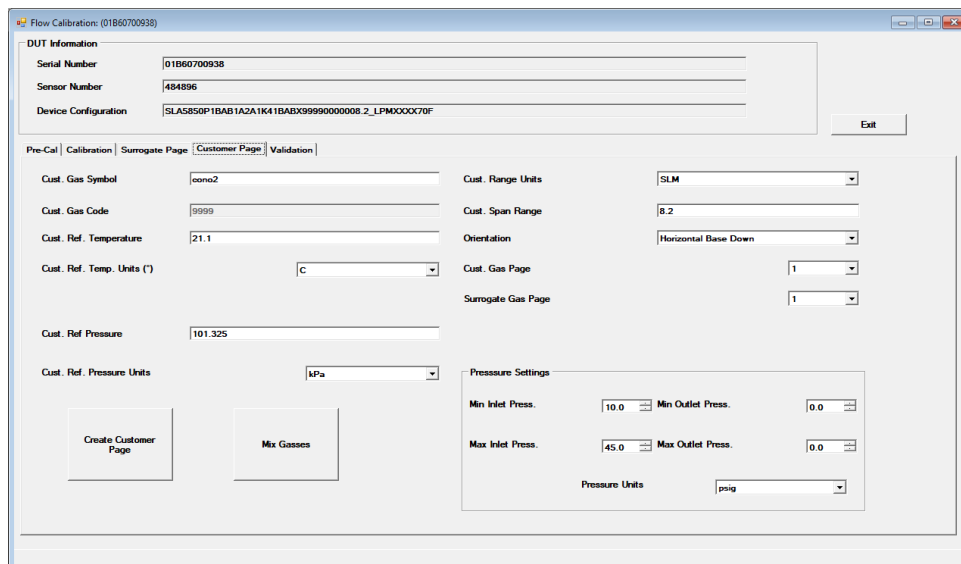 Flow Calibration: (01B60700938)
DUT Information
Serial Number 01B60700938
Sensor Number 484896
Device Configuration SLA5850P1BAB1A2A1K41BABX99990000008.2_LPMXXXX70F
Exit
Pre-Cal Calibration Surrogate Page Customer Page Validation
Cust. Gas Symbol cono2 Cust. Range Units SLM
Cust. Gas Code 9999 Cust. Span Range 8.2
Cust. Ref. Temperature 21.1 Orientation Horizontal Base Down
Cust. Ref. Temp. Units (") C Cust. Gas Page 1
Surrogate Gas Page 1
Cust. Ref Pressure 101.325
Cust. Ref. Pressure Units kPa Presssure Settings
Min Inlet Press. 10.0 Min Outlet Press. 0.0
Create Customer Page Mix Gasses Max Inlet Press. 45.0 Max Outlet Press. 0.0
Pressure Units psig